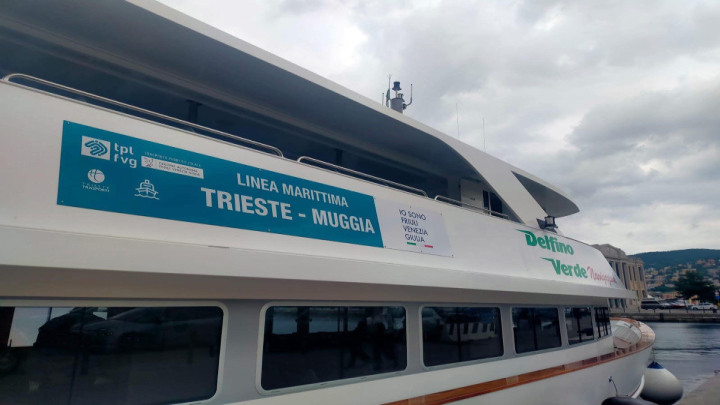 tpl
fvg
LINEA MARITTIMA
TRIESTE - MUGGIA
IO SONO
FRIULI
VENEZIA
GIULIA
Delfino
Verde